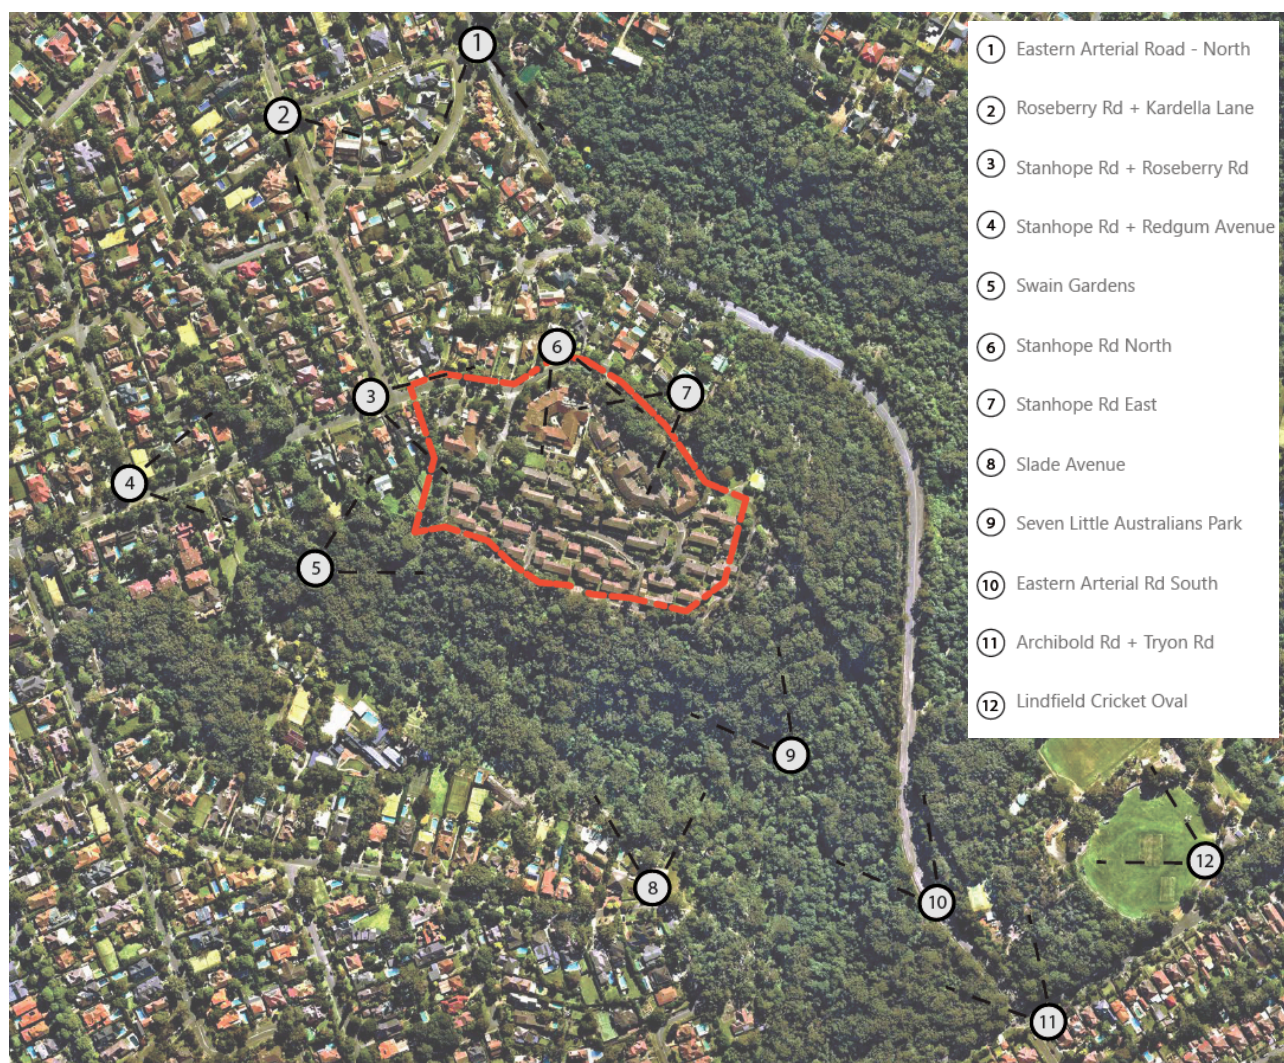 1 Eastern Arterial Road - North
2 Roseberry Rd + Kardella Lane
3 Stanhope Rd + Roseberry Rd
4 Stanhope Rd + Redgum Avenue
5 Swain Gardens
6 Stanhope Rd North
7 Stanhope Rd East
8 Slade Avenue
9 Seven Little Australians Park
10 Eastern Arterial Rd South
11 Archibold Rd + Tryon Rd
12 Lindfield Cricket Oval
1
2
6
7
3
4
5
9
12
8
10
11